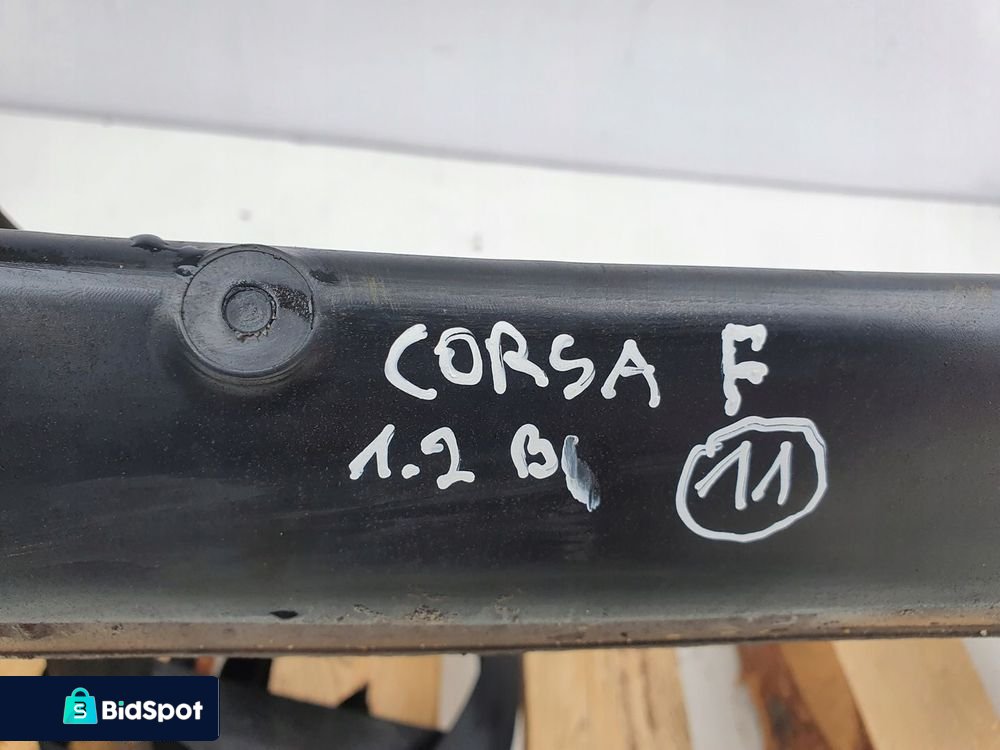 CORSA F
1.2 B
11
BidSpot